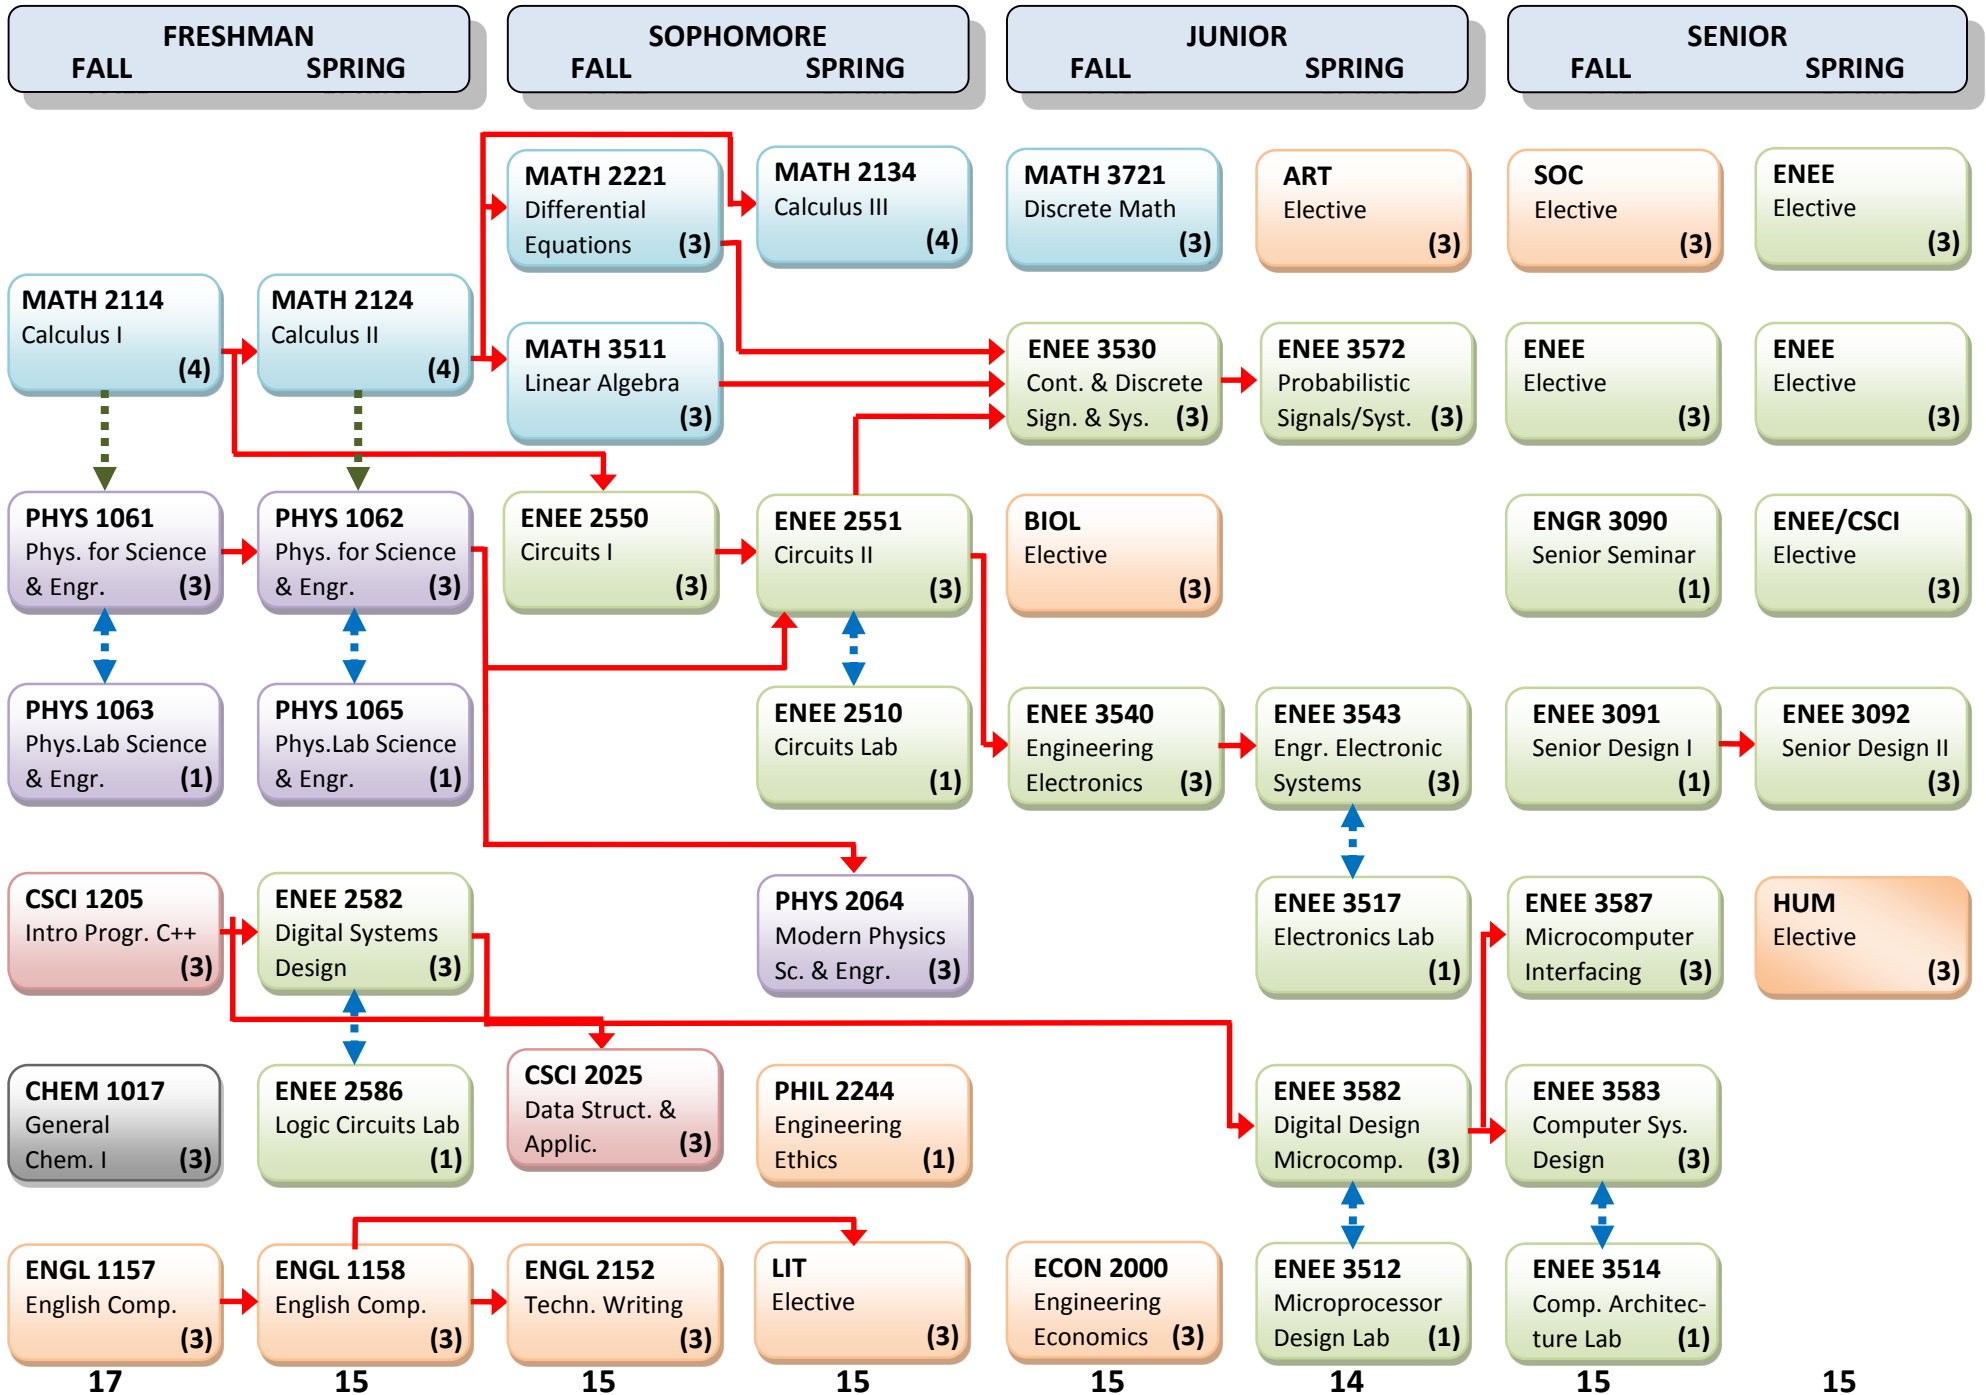 FRESHMAN
FALL SPRING
SOPHOMORE
FALL SPRING
JUNIOR
FALL SPRING
SENIOR
FALL SPRING
MATH 2221
Differential
Equations (3)
MATH 2134
Calculus III
(4)
MATH 3721
Discrete Math
(3)
ART
Elective
(3)
SOC
Elective
(3)
ENEE
Elective
(3)
MATH 2114
Calculus I
(4)
MATH 2124
Calculus II
(4)
MATH 3511
Linear Algebra
(3)
ENEE 3530
Cont. & Discrete
Sign. & Sys. (3)
ENEE 3572
Probabilistic
Signals/Syst. (3)
ENEE
Elective
(3)
ENEE
Elective
(3)
PHYS 1061
Phys. for Science
& Engr. (3)
PHYS 1062
Phys. for Science
& Engr. (3)
ENEE 2550
Circuits I
(3)
ENEE 2551
Circuits II
(3)
BIOL
Elective
(3)
ENGR 3090
Senior Seminar
(1)
ENEE/CSCI
Elective
(3)
PHYS 1063
Phys.Lab Science
& Engr. (1)
PHYS 1065
Phys.Lab Science
& Engr. (1)
ENEE 2510
Circuits Lab
(1)
ENEE 3540
Engineering
Electronics (3)
ENEE 3543
Engr. Electronic
Systems (3)
ENEE 3091
Senior Design I
(1)
ENEE 3092
Senior Design II
(3)
CSCI 1205
Intro Progr. C++
(3)
ENEE 2582
Digital Systems
Design (3)
PHYS 2064
Modern Physics
Sc. & Engr. (3)
ENEE 3517
Electronics Lab
(1)
ENEE 3587
Microcomputer
Interfacing (3)
HUM
Elective
(3)
CHEM 1017
General
Chem. I (3)
ENEE 2586
Logic Circuits Lab
(1)
CSCI 2025
Data Struct. &
Applic. (3)
PHIL 2244
Engineering
Ethics (1)
ENEE 3582
Digital Design
Microcomp. (3)
ENEE 3583
Computer Sys.
Design (3)
ENGL 1157
English Comp.
(3)
ENGL 1158
English Comp.
(3)
ENGL 2152
Techn. Writing
(3)
LIT
Elective
(3)
ECON 2000
Engineering
Economics (3)
ENEE 3512
Microprocessor
Design Lab (1)
ENEE 3514
Comp. Architec-
ture Lab (1)
17 15 15 15 15 14 15 15